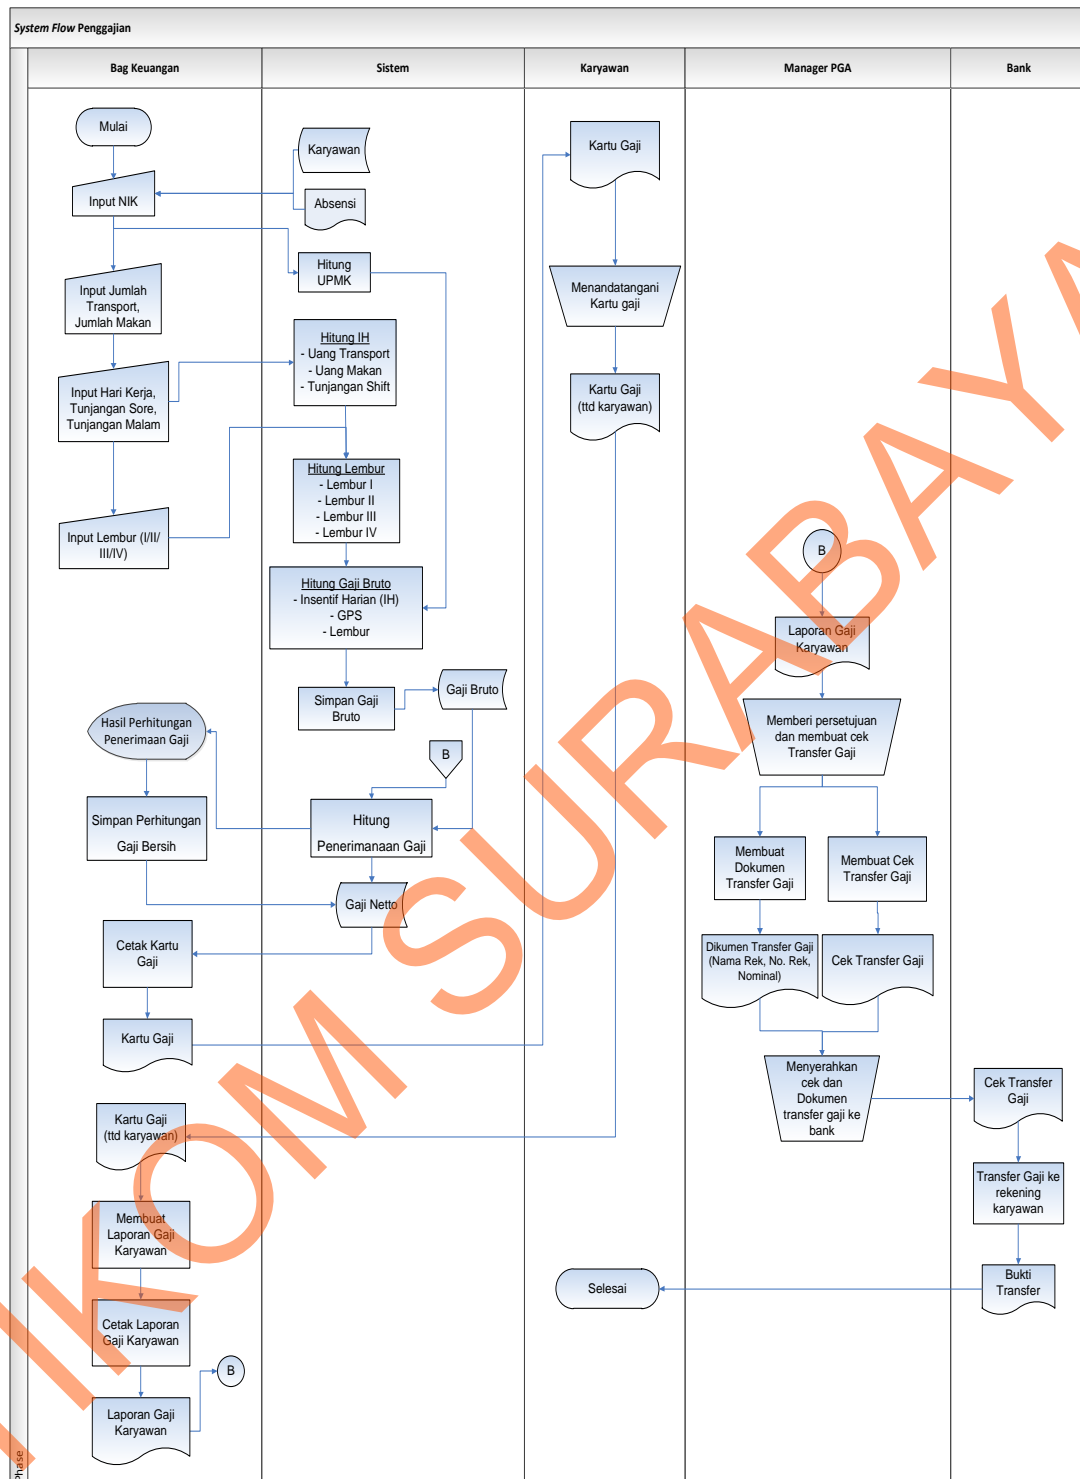 System Flow Penggajian
Phase
Bag Keuangan
Sistem
Karyawan
Manager PGA
Bank
Mulai
Input NIK
Input Jumlah
Transport,
Jumlah Makan
Input Hari Kerja,
Tunjangan Sore,
Tunjangan Malam
Input Lembur (I/II/
III/IV)
Hasil Perhitungan
Penerimaan Gaji
Simpan Perhitungan
Gaji Bersih
Cetak Kartu
Gaji
Kartu Gaji
Kartu Gaji
(ttd karyawan)
Membuat
Laporan Gaji
Karyawan
Cetak Laporan
Gaji Karyawan
Laporan Gaji
Karyawan
B
Karyawan
Absensi
Hitung
UPMK
Hitung IH
- Uang Transport
- Uang Makan
- Tunjangan Shift
Hitung Lembur
- Lembur I
- Lembur II
- Lembur III
- Lembur IV
Hitung Gaji Bruto
- Insentif Harian (IH)
- GPS
- Lembur
Simpan Gaji
Bruto
Gaji Bruto
B
Hitung
Penerimanaan Gaji
Gaji Netto
Kartu Gaji
Menandatangani
Kartu gaji
Kartu Gaji
(ttd karyawan)
Selesai
B
Laporan Gaji
Karyawan
Memberi persetujuan
dan membuat cek
Transfer Gaji
Membuat
Dokumen
Transfer Gaji
Membuat Cek
Transfer Gaji
Dikumen Transfer Gaji
(Nama Rek, No. Rek,
Nominal)
Cek Transfer Gaji
Menyerahkan
cek dan
Dokumen
transfer gaji ke
bank
Cek Transfer
Gaji
Transfer Gaji ke
rekening
karyawan
Bukti
Transfer
IKOM SURABAYA